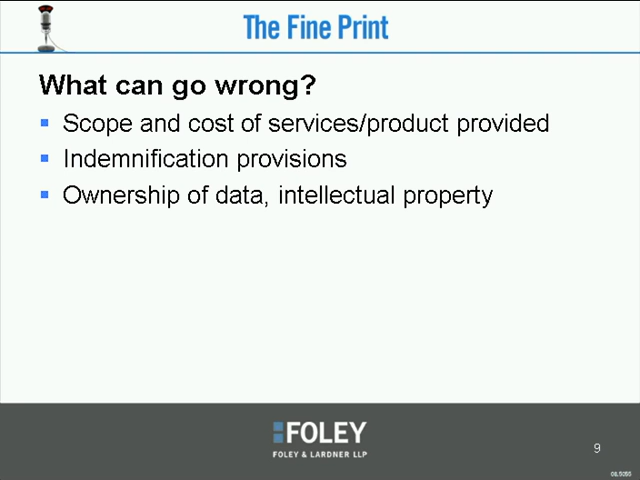 The Fine Print
What can go wrong?
Scope and cost of services/product provided
Indemnification provisions
Ownership of data, intellectual property
FOLEY
FOLEY & LARDNER LLP
9